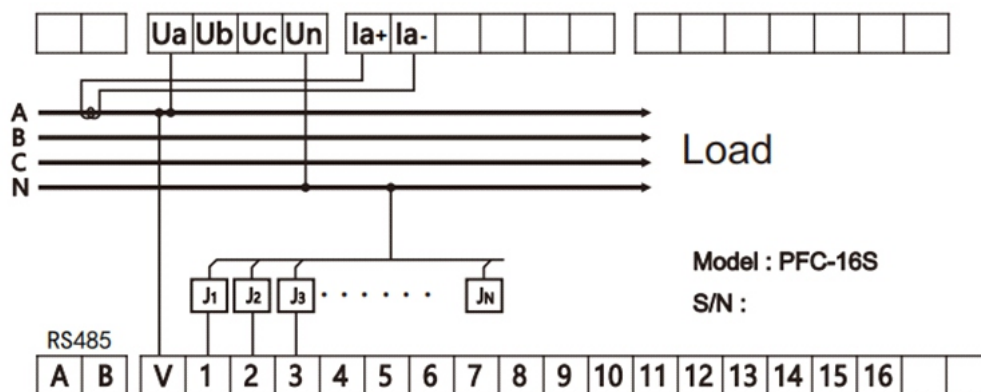 Ua Ub Uc Un Ia+ Ia-
A
B
C
N
Load
Model : PFC-16S
S/N :
J1 J2 J3 · · · · · · JN
RS485
A B V 1 2 3 4 5 6 7 8 9 10 11 12 13 14 15 16